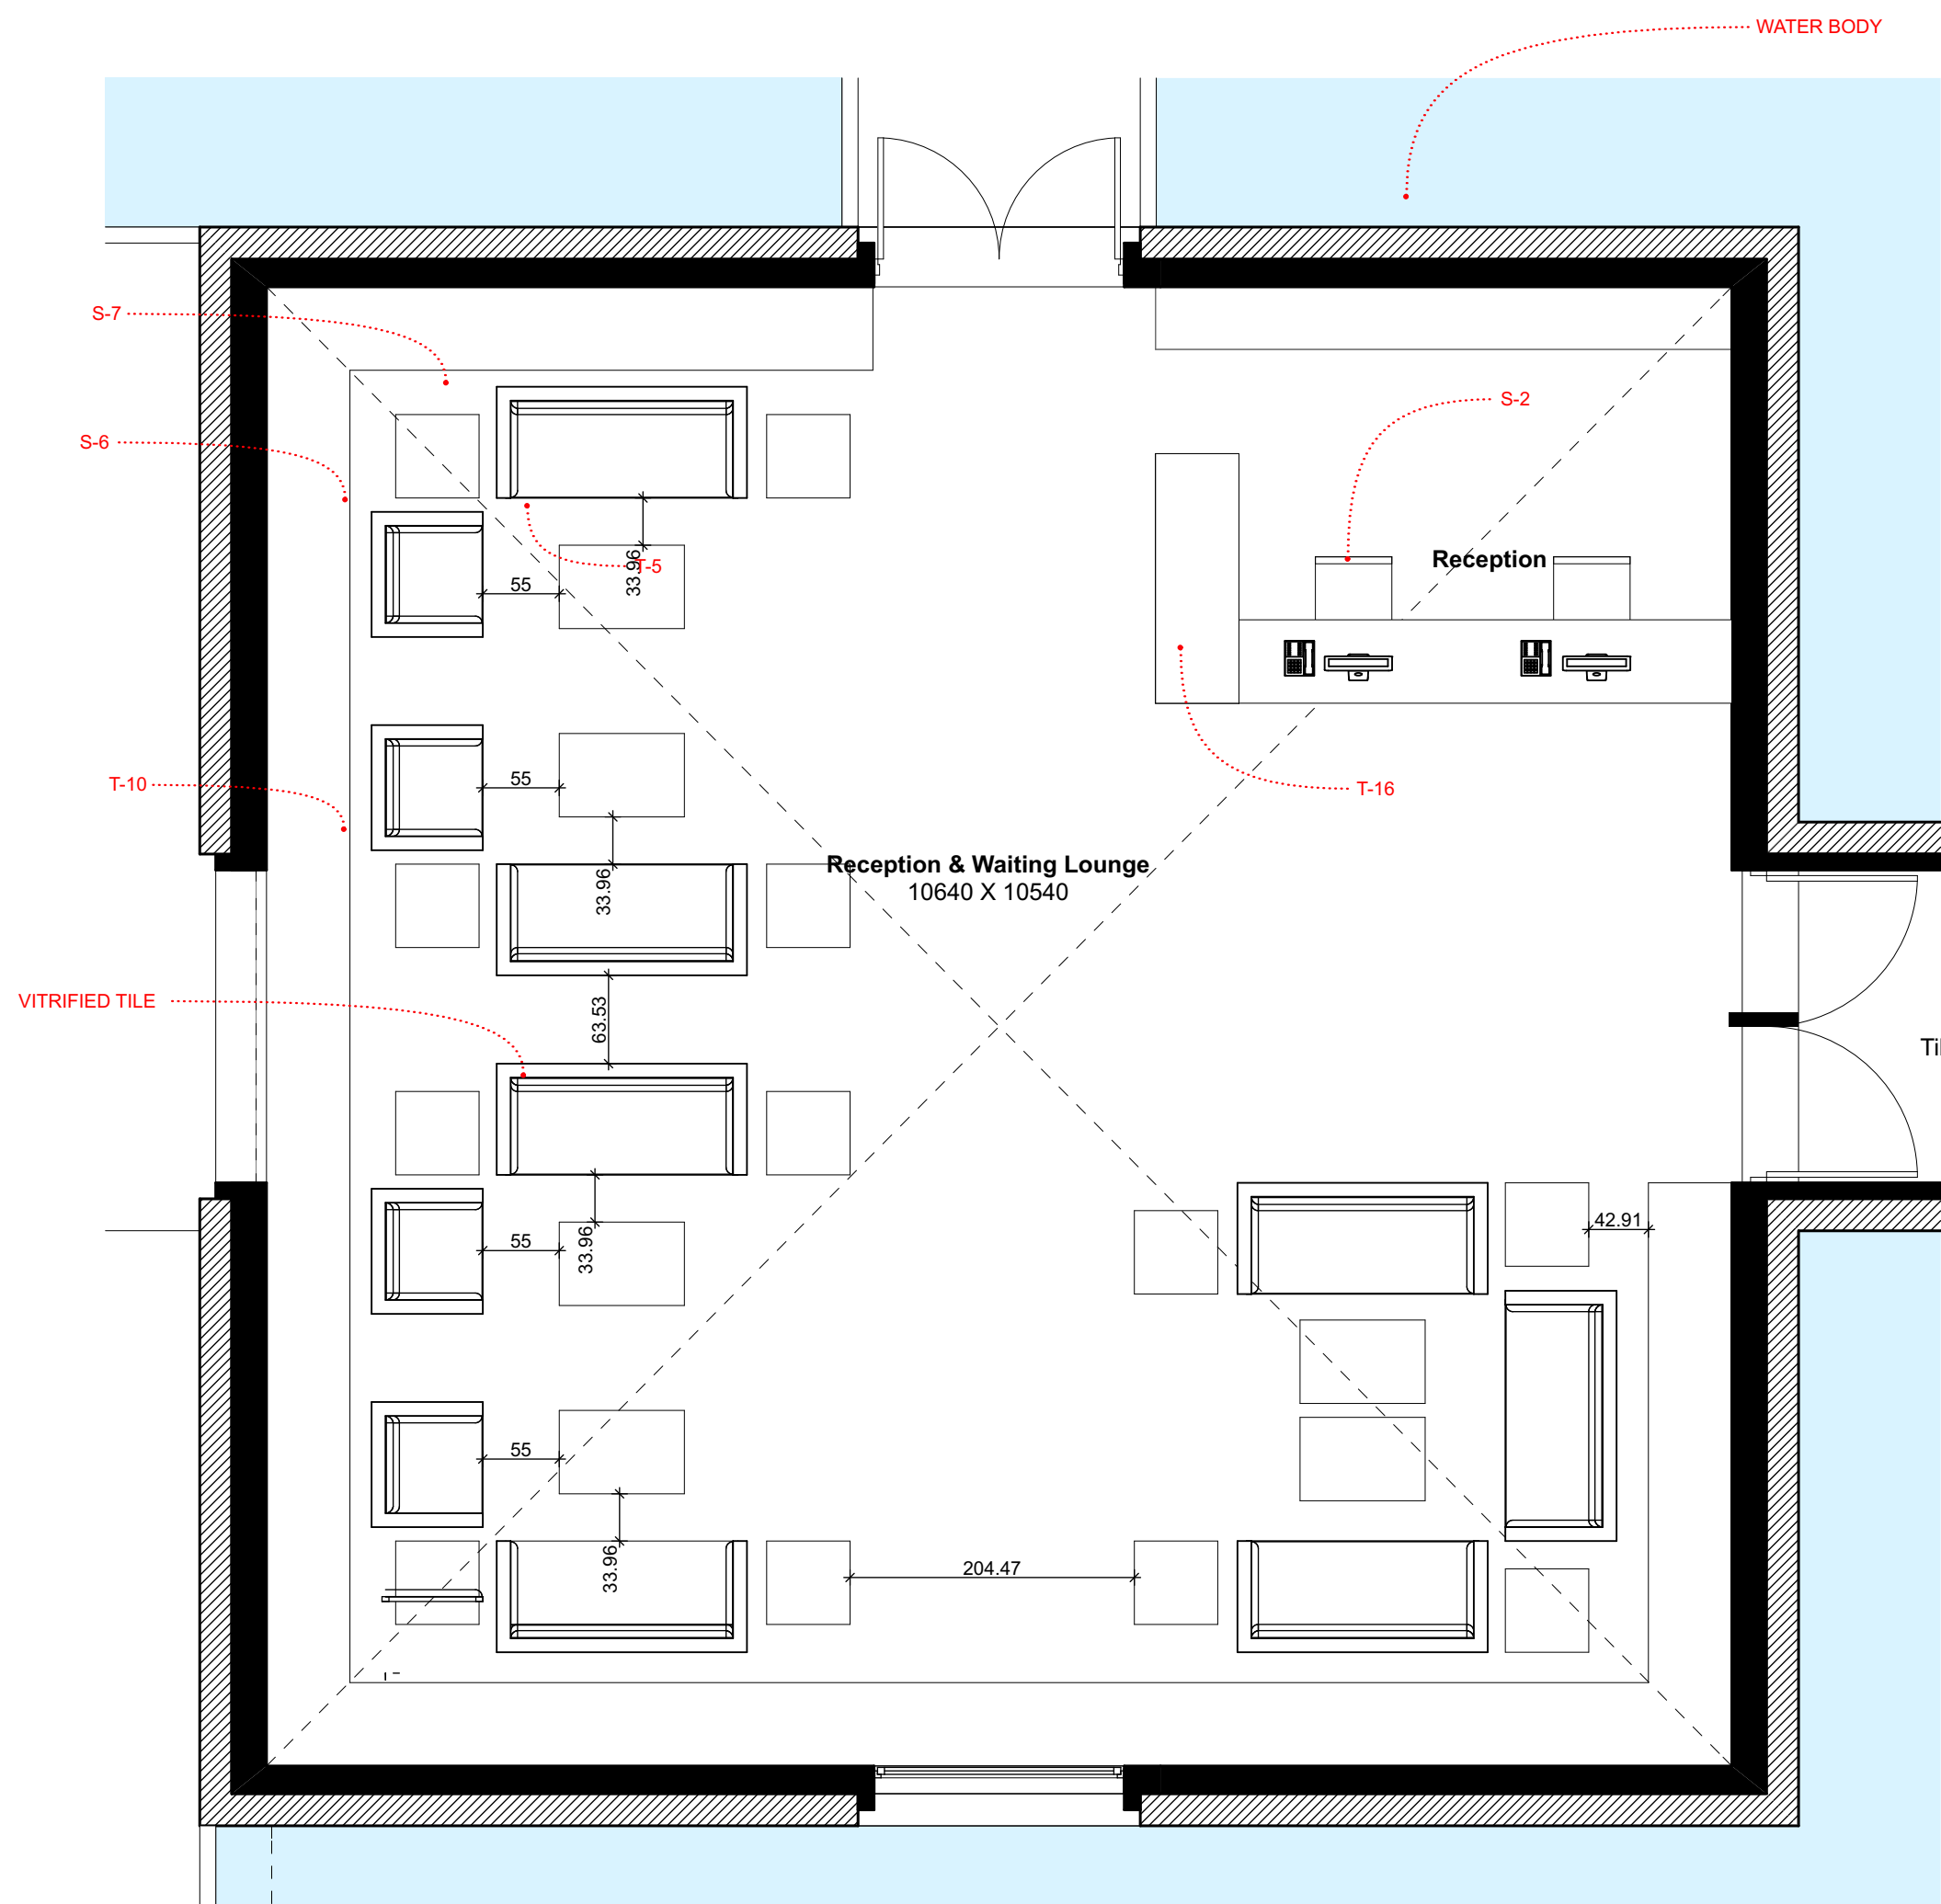 WATER BODY
S-7
S-2
S-6
Reception
33.96
T-5
55
55
T-10
T-16
Reception & Waiting Lounge
10640 X 10540
33.96
VITRIFIED TILE
63.53
42.91
33.96
55
55
33.96
204.47